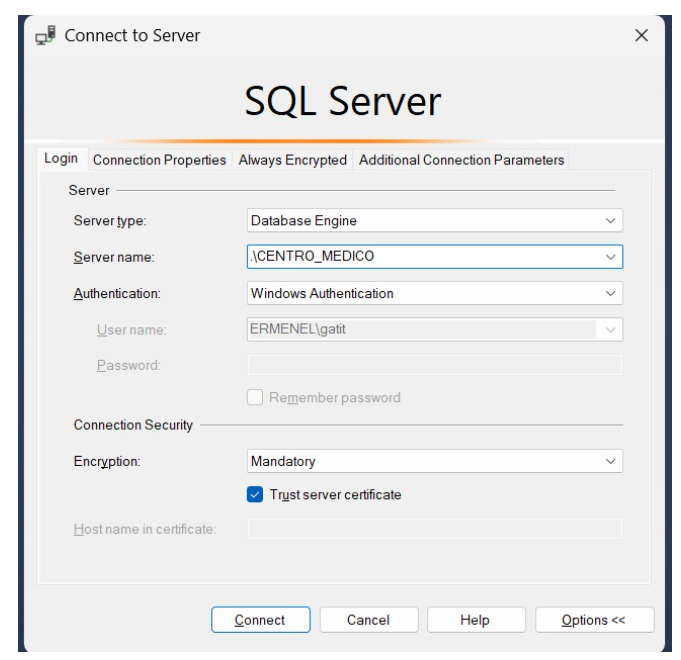 Connect to Server
SQL Server
Login Connection Properties Always Encrypted Additional Connection Parameters
Server
Server type: Database Engine
Server name: .\CENTRO_MEDICO
Authentication: Windows Authentication
User name: ERMENEL\gatit
Password:
Remember password
Connection Security
Encryption: Mandatory
Trust server certificate
Host name in certificate:
Connect Cancel Help Options <<